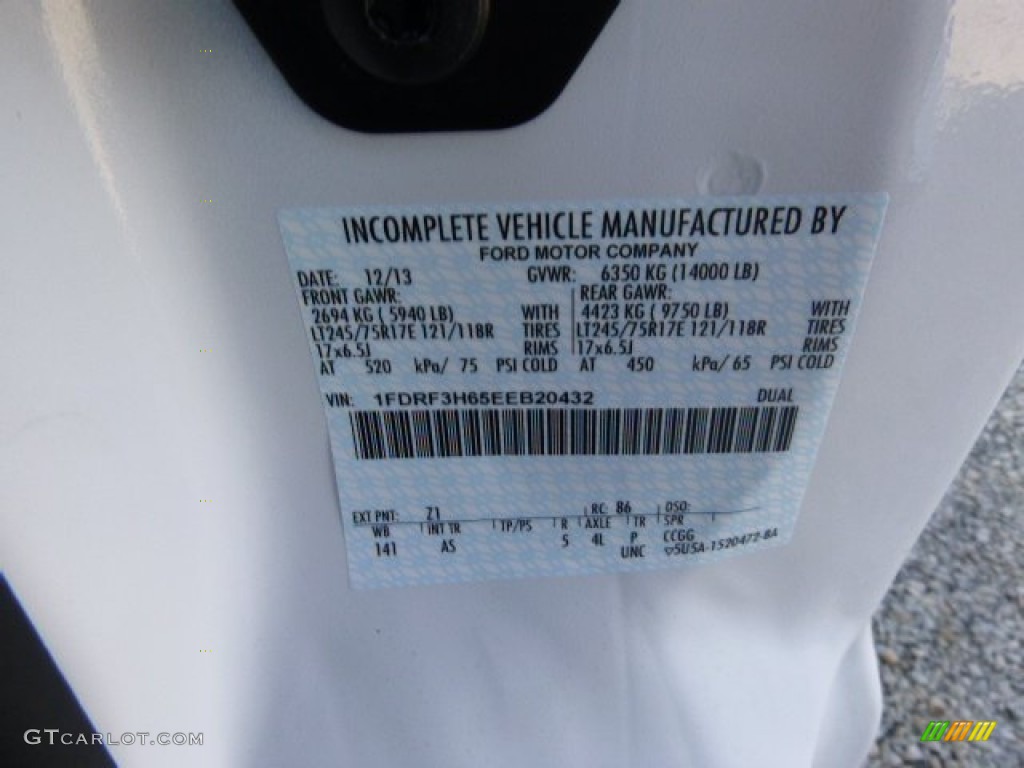 INCOMPLETE VEHICLE MANUFACTURED BY
FORD MOTOR COMPANY
DATE: 12/13 GVWR: 6350 KG (14000 LB)
FRONT GAWR: REAR GAWR:
2694 KG ( 5940 LB) WITH 4423 KG ( 9750 LB) WITH
LT245/75R17E 121/118R TIRES LT245/75R17E 121/118R TIRES
17x6.5J RIMS 17x6.5J RIMS
AT 520 kPa/ 75 PSI COLD AT 450 kPa/ 65 PSI COLD
VIN: 1FDRF3H65EEB20432 DUAL
EXT PNT: Z1 RC: 86 DSO:
WB INT TR TP/PS R AXLE TR SPR
141 AS 5 4L P CCGG
UNC 5USA-1520472-BA
GTCARLOT.COM